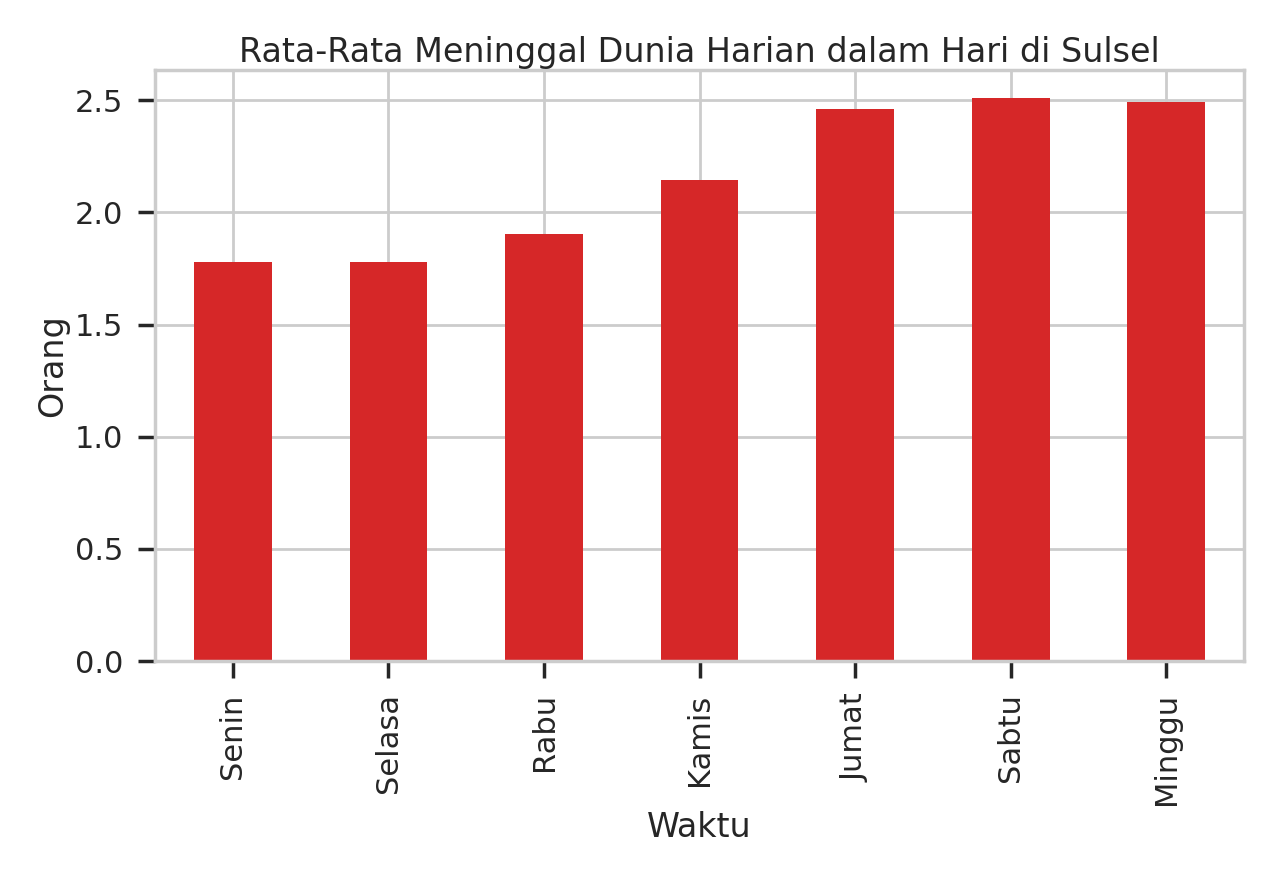 Rata-Rata Meninggal Dunia Harian dalam Hari di Sulsel
2.5
2.0
1.5
1.0
0.5
0.0
Orang
Senin
Selasa
Rabu
Kamis
Jumat
Sabtu
Minggu
Waktu